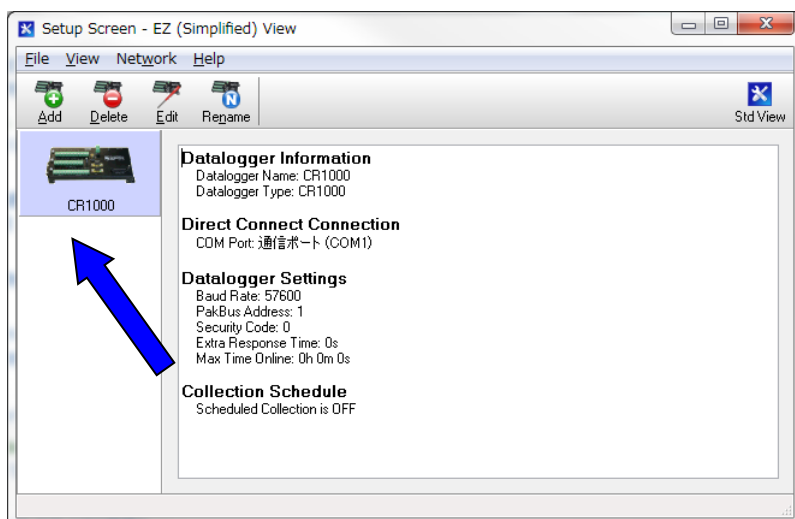 Setup Screen - EZ (Simplified) View
File View Network Help
Add Delete Edit Rename Std View
CR1000
Datalogger Information
Datalogger Name: CR1000
Datalogger Type: CR1000
Direct Connect Connection
COM Port: 通信ポート (COM1)
Datalogger Settings
Baud Rate: 57600
PakBus Address: 1
Security Code: 0
Extra Response Time: 0s
Max Time Online: 0h 0m 0s
Collection Schedule
Scheduled Collection is OFF